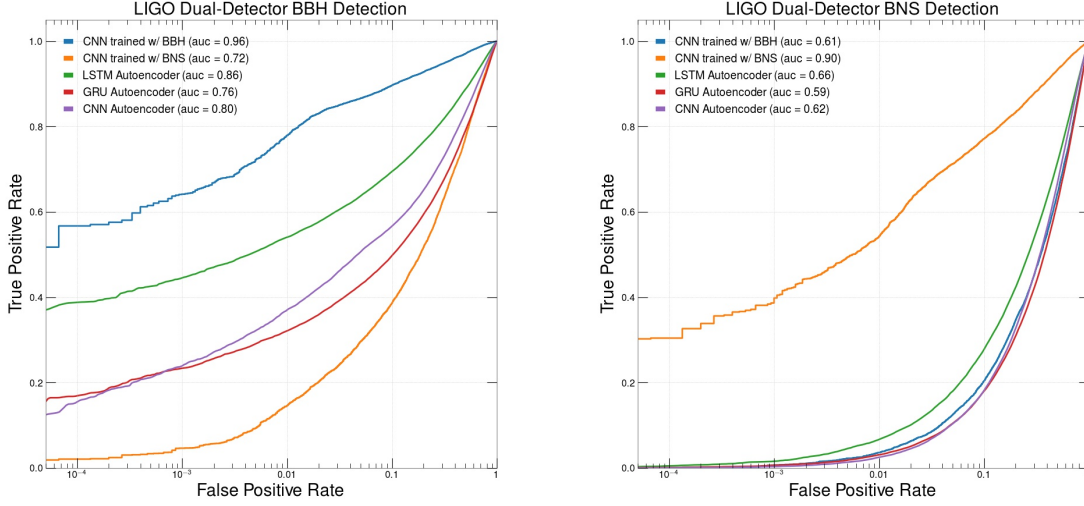 LIGO Dual-Detector BBH Detection
CNN trained w/ BBH (auc = 0.96)
CNN trained w/ BNS (auc = 0.72)
LSTM Autoencoder (auc = 0.86)
GRU Autoencoder (auc = 0.76)
CNN Autoencoder (auc = 0.80)
True Positive Rate
1.0
0.8
0.6
0.4
0.2
0.0
10⁻⁴ 10⁻³ 0.01 0.1 1
False Positive Rate
LIGO Dual-Detector BNS Detection
CNN trained w/ BBH (auc = 0.61)
CNN trained w/ BNS (auc = 0.90)
LSTM Autoencoder (auc = 0.66)
GRU Autoencoder (auc = 0.59)
CNN Autoencoder (auc = 0.62)
True Positive Rate
1.0
0.8
0.6
0.4
0.2
0.0
10⁻⁴ 10⁻³ 0.01 0.1
False Positive Rate